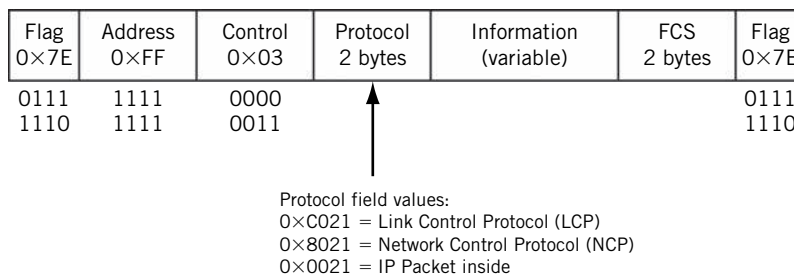 Flag Address Control Protocol Information FCS Flag
0×7E 0×FF 0×03 2 bytes (variable) 2 bytes 0×7E
0111 1111 0000 0111
1110 1111 0011 1110
Protocol field values:
0×C021 = Link Control Protocol (LCP)
0×8021 = Network Control Protocol (NCP)
0×0021 = IP Packet inside